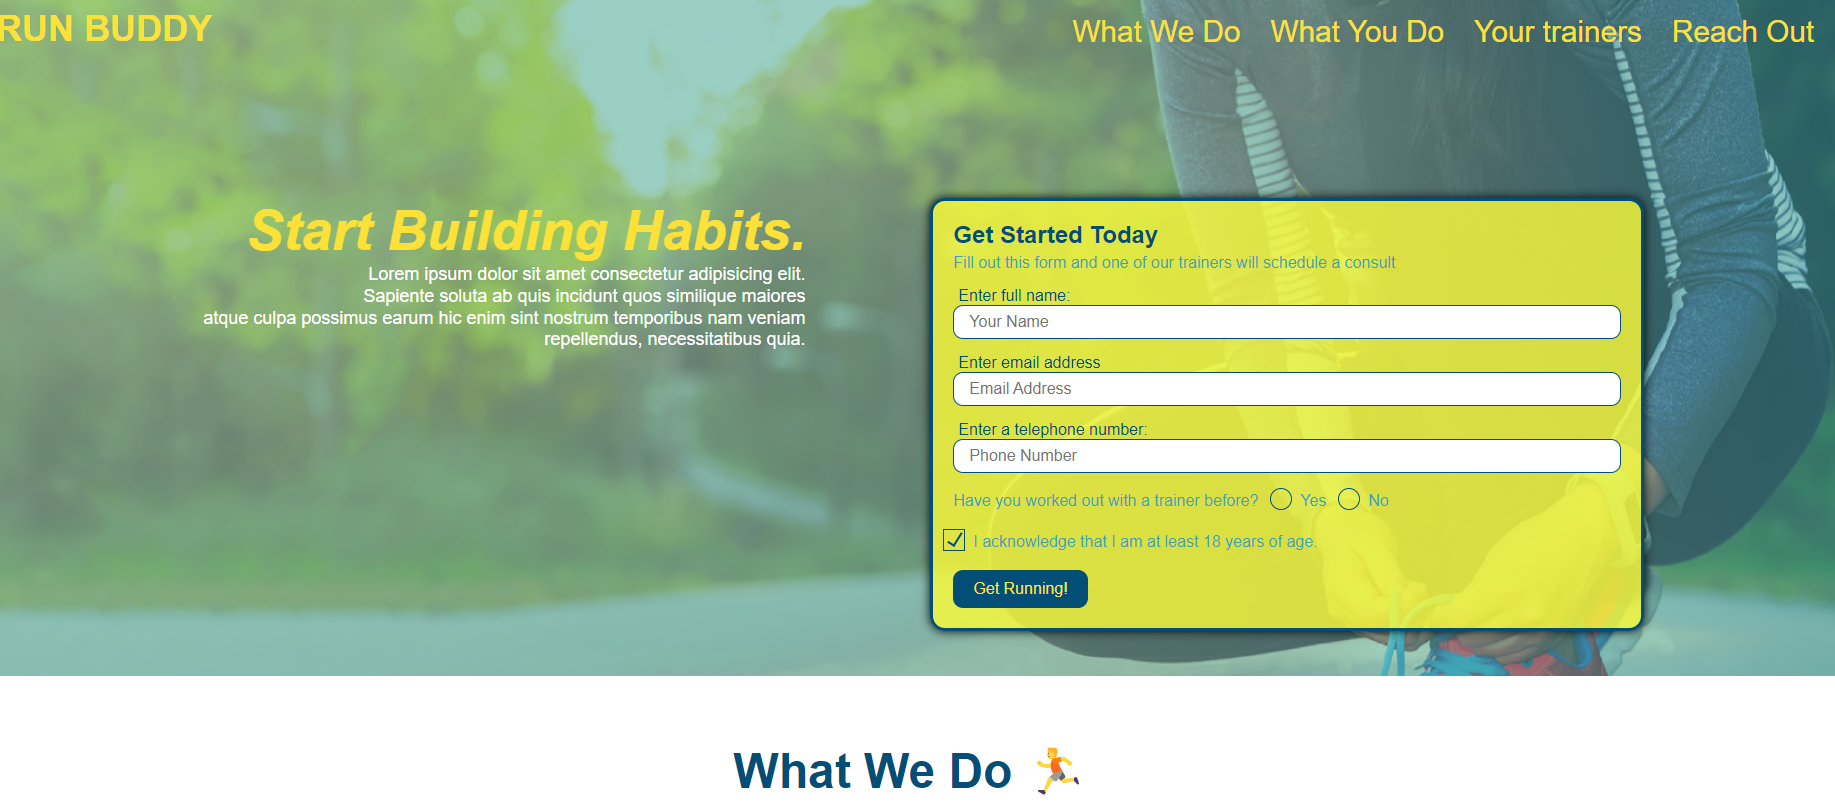 RUN BUDDY
What We Do What You Do Your trainers Reach Out
Start Building Habits.
Lorem ipsum dolor sit amet consectetur adipisicing elit.
Sapiente soluta ab quis incidunt quos similique maiores
atque culpa possimus earum hic enim sint nostrum temporibus nam veniam
repellendus, necessitatibus quia.
Get Started Today
Fill out this form and one of our trainers will schedule a consult
Enter full name:
Your Name
Enter email address
Email Address
Enter a telephone number:
Phone Number
Have you worked out with a trainer before? Yes No
I acknowledge that I am at least 18 years of age.
Get Running!
What We Do 🏃